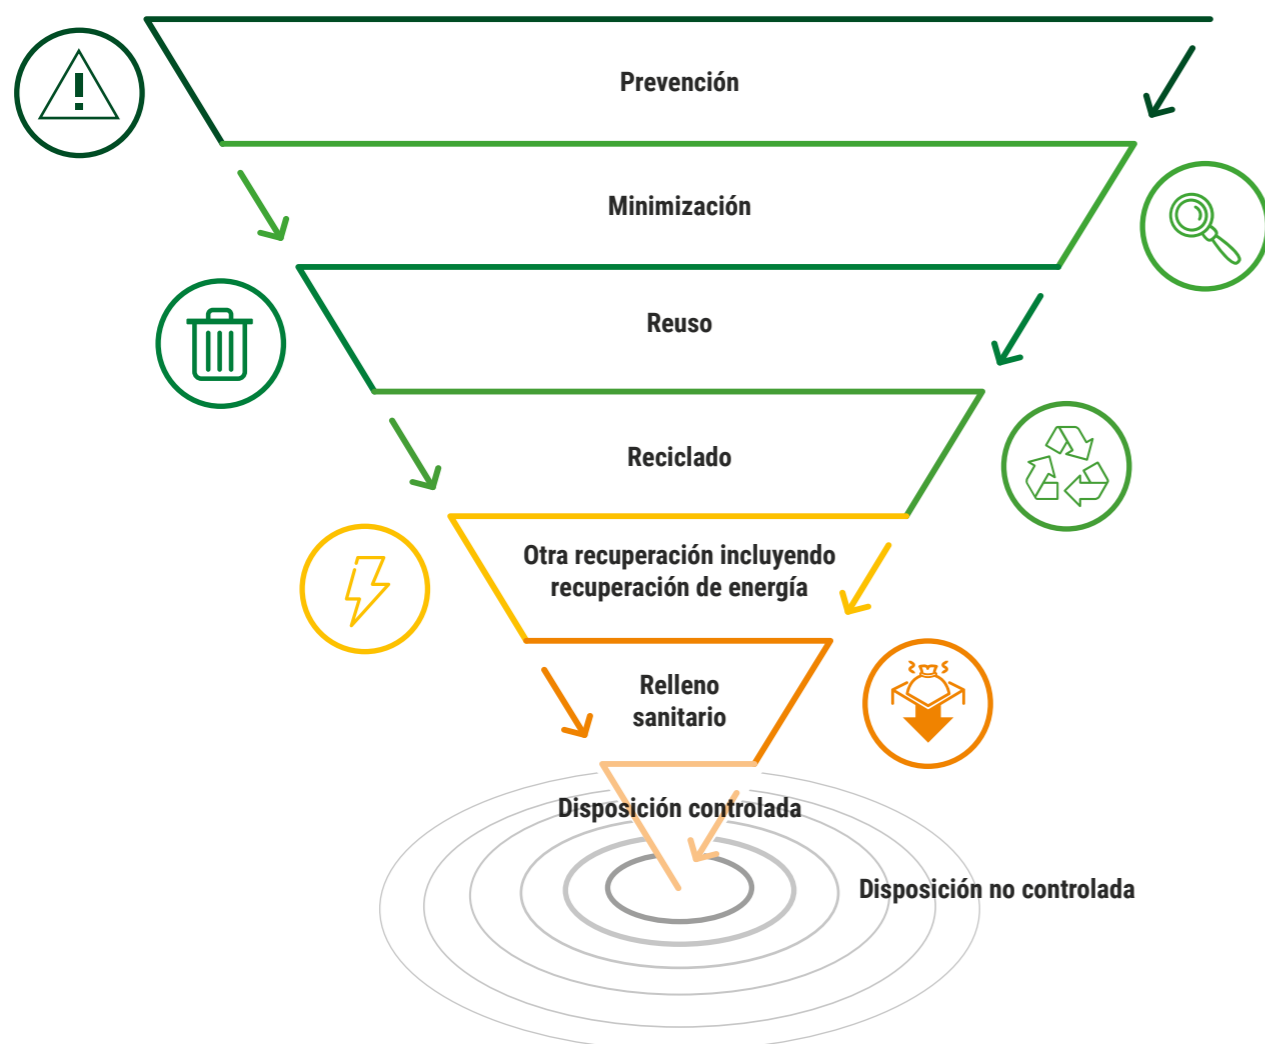 Prevención
Minimización
Reuso
Reciclado
Otra recuperación incluyendo
recuperación de energía
Relleno
sanitario
Disposición controlada
Disposición no controlada